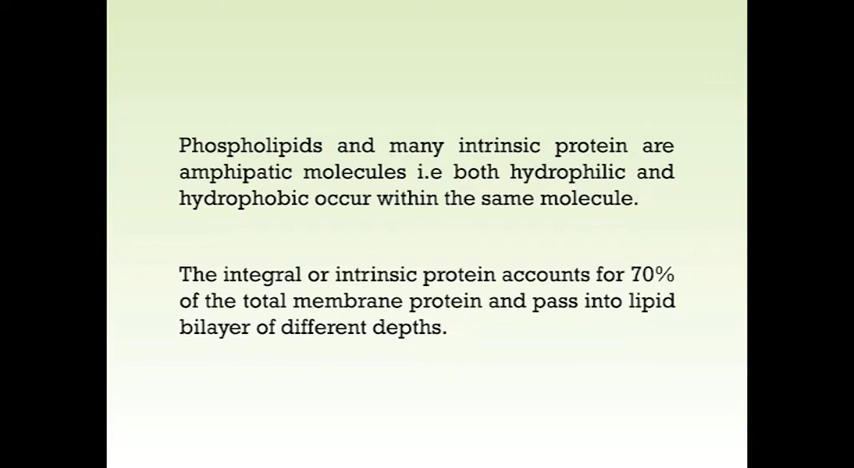 Phospholipids and many intrinsic protein are
amphipatic molecules i.e both hydrophilic and
hydrophobic occur within the same molecule.
The integral or intrinsic protein accounts for 70%
of the total membrane protein and pass into lipid
bilayer of different depths.